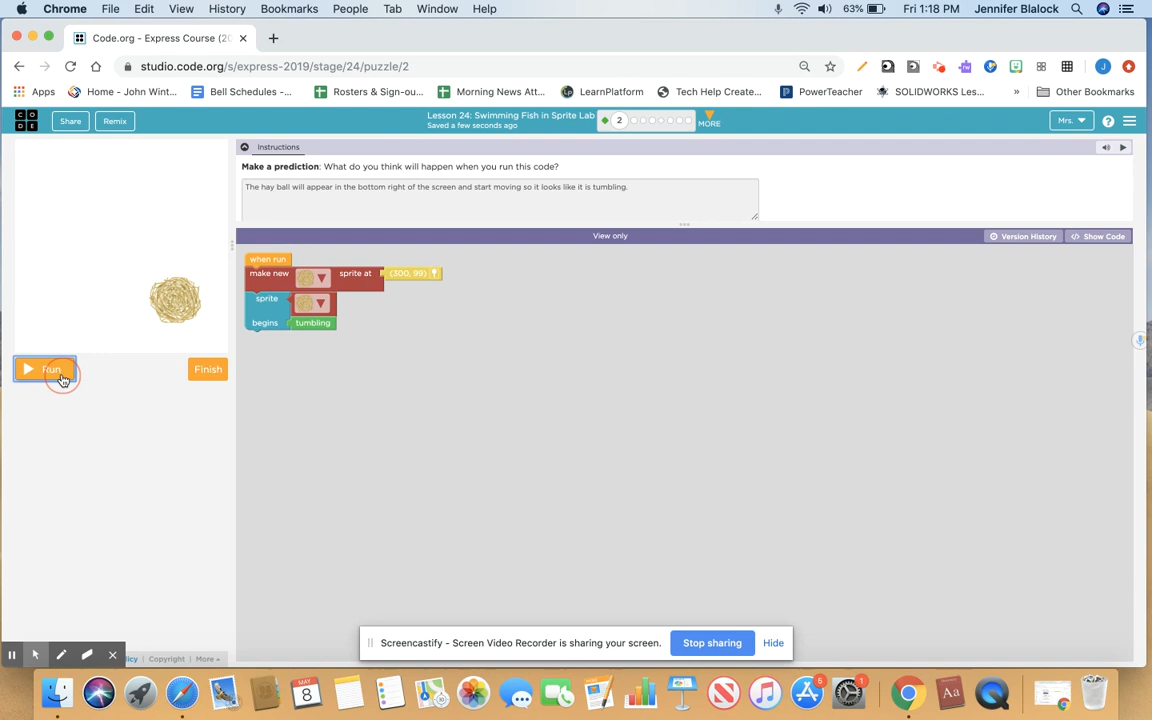 Chrome File Edit View History Bookmarks People Tab Window Help 63% Fri 1:18 PM Jennifer Blalock
Code.org - Express Course (20
studio.code.org/s/express-2019/stage/24/puzzle/2
J
Apps Home - John Wint... Bell Schedules -... Rosters & Sign-ou... Morning News Att... LearnPlatform Tech Help Create... PowerTeacher SOLIDWORKS Les... » Other Bookmarks
C O D E
Share Remix
Lesson 24: Swimming Fish in Sprite Lab
Saved a few seconds ago
2
MORE
Mrs.
Instructions
Make a prediction: What do you think will happen when you run this code?
The hay ball will appear in the bottom right of the screen and start moving so it looks like it is tumbling.
View only
Version History
</> Show Code
when run
make new sprite at (300, 99)
sprite
begins tumbling
Run
Finish
Screencastify - Screen Video Recorder is sharing your screen. Stop sharing Hide
licy | Copyright | More
MAY
8
5
1
Aa